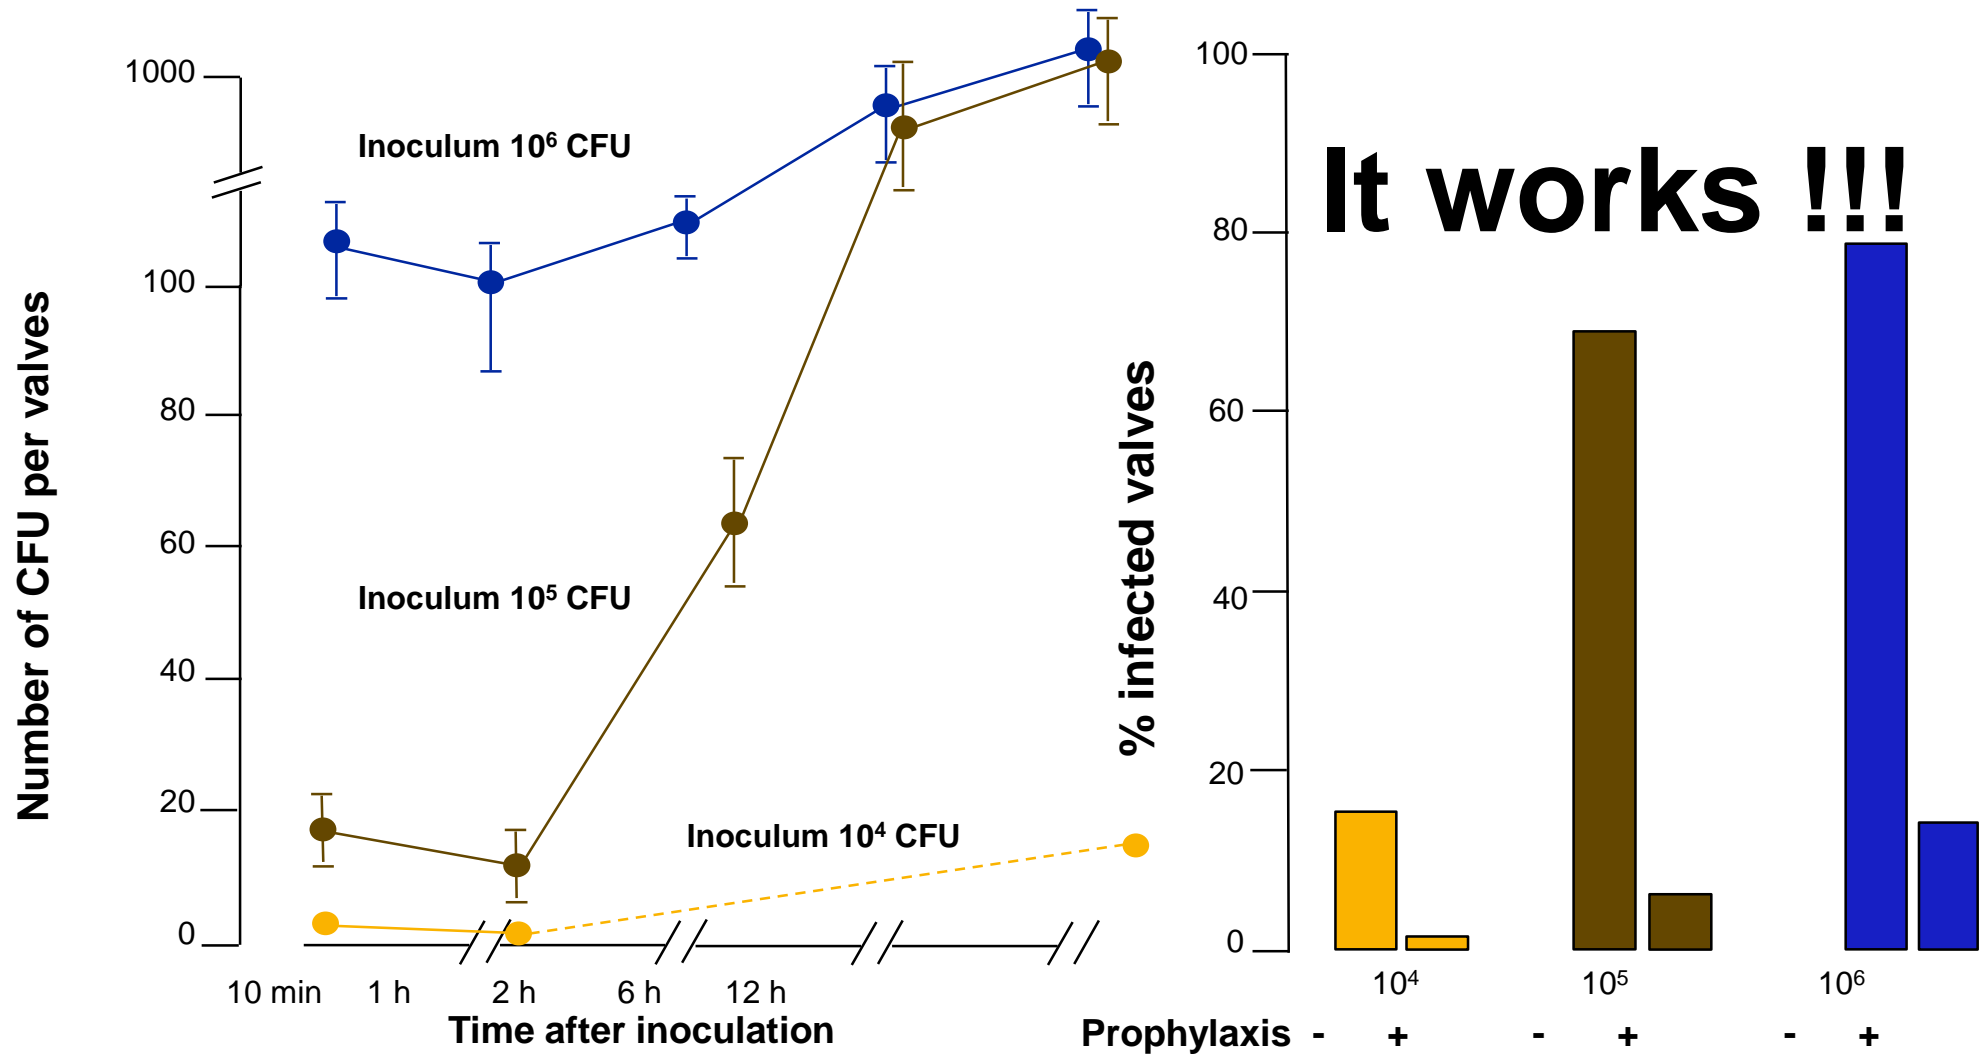 1000
100
80
60
40
20
0
Number of CFU per valves
Inoculum 10⁶ CFU
Inoculum 10⁵ CFU
Inoculum 10⁴ CFU
10 min 1 h 2 h 6 h 12 h
Time after inoculation
It works !!!
100
80
60
40
20
0
% infected valves
10⁴ 10⁵ 10⁶
Prophylaxis - + - + - +